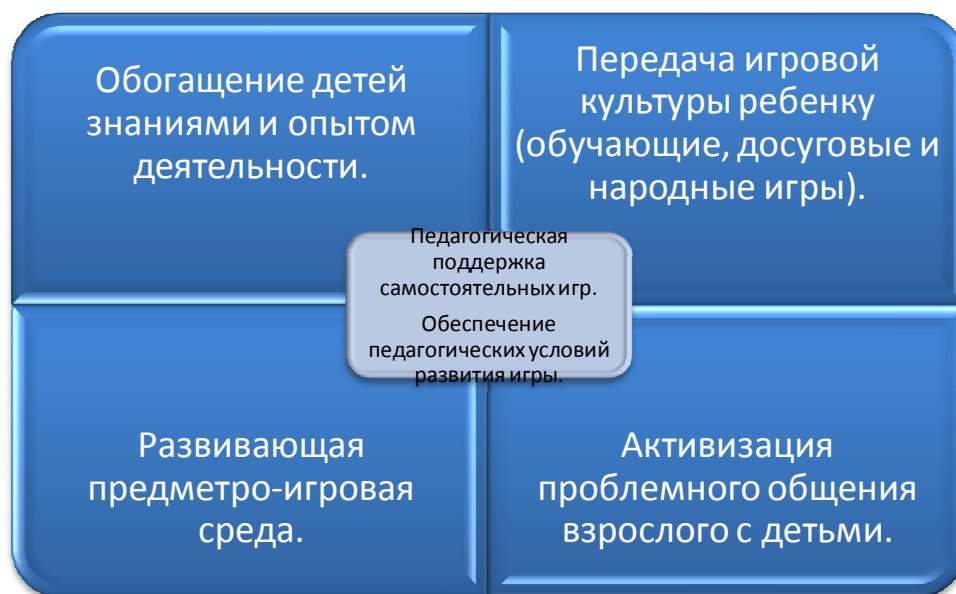 Обогащение детей
знаниями и опытом
деятельности.
Передача игровой
культуры ребенку
(обучающие, досуговые и
народные игры).
Педагогическая
поддержка
самостоятельных игр.
Обеспечение
педагогических условий
развития игры.
Развивающая
предметро-игровая
среда.
Активизация
проблемного общения
взрослого с детьми.